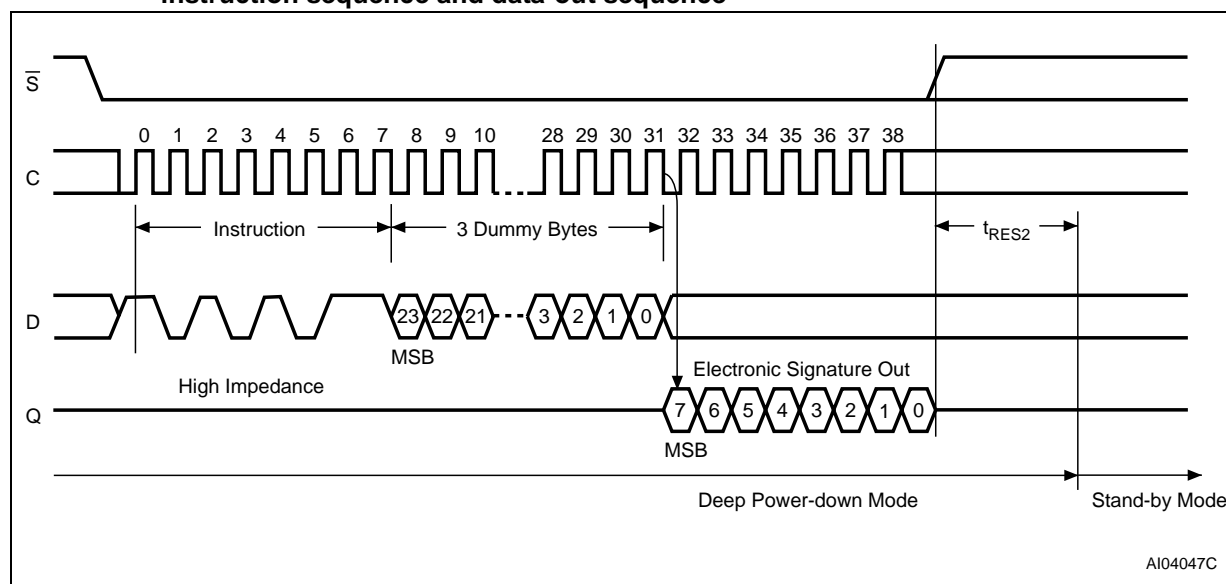 instruction sequence and data-out sequence
S
0 1 2 3 4 5 6 7 8 9 10 28 29 30 31 32 33 34 35 36 37 38
C
Instruction 3 Dummy Bytes tRES2
D
23 22 21 3 2 1 0
MSB
High Impedance
Electronic Signature Out
Q
7 6 5 4 3 2 1 0
MSB
Deep Power-down Mode Stand-by Mode
AI04047C